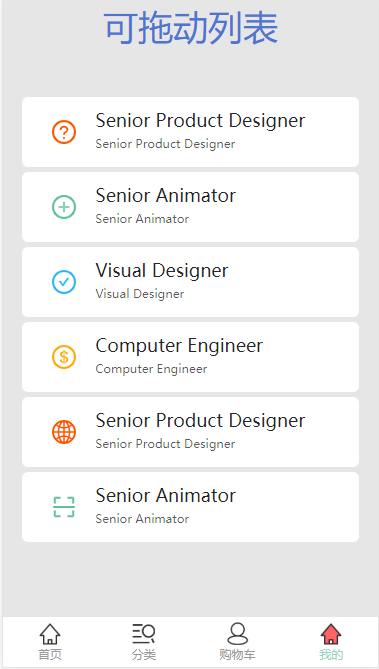 可拖动列表
Senior Product Designer
Senior Product Designer
Senior Animator
Senior Animator
Visual Designer
Visual Designer
Computer Engineer
Computer Engineer
Senior Product Designer
Senior Product Designer
Senior Animator
Senior Animator
首页
分类
购物车
我的